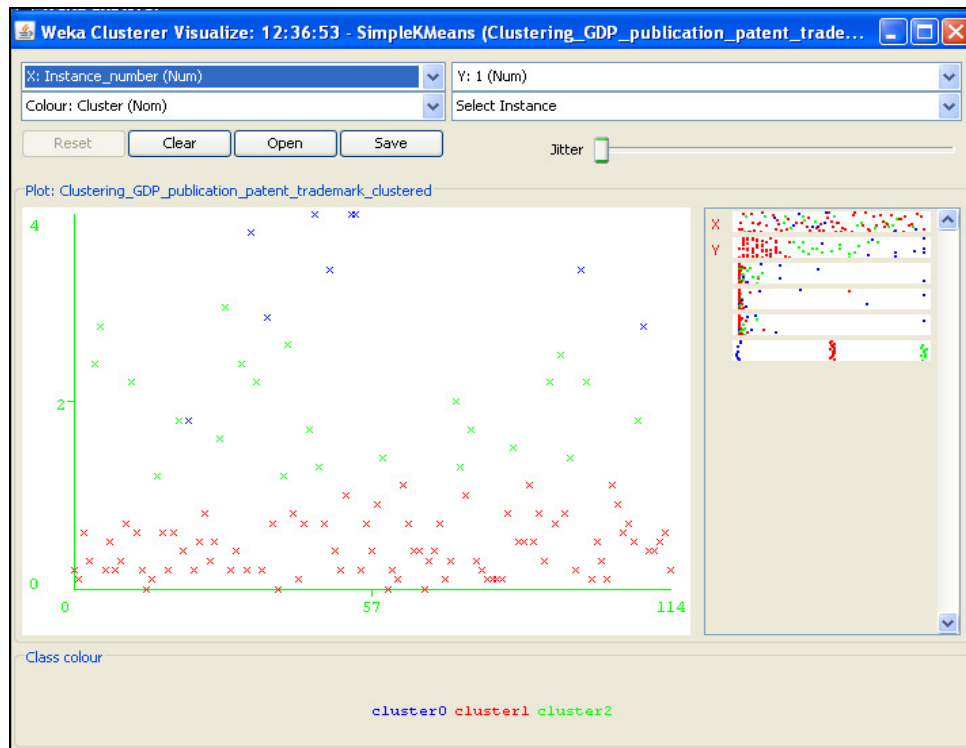 Weka Clusterer Visualize: 12:36:53 - SimpleKMeans (Clustering_GDP_publication_patent_trade...
X: Instance_number (Num)
Y: 1 (Num)
Colour: Cluster (Nom)
Select Instance
Reset
Clear
Open
Save
Jitter
Plot: Clustering_GDP_publication_patent_trademark_clustered
4
2
0
0
57
114
X
Y
Class colour
cluster0 cluster1 cluster2